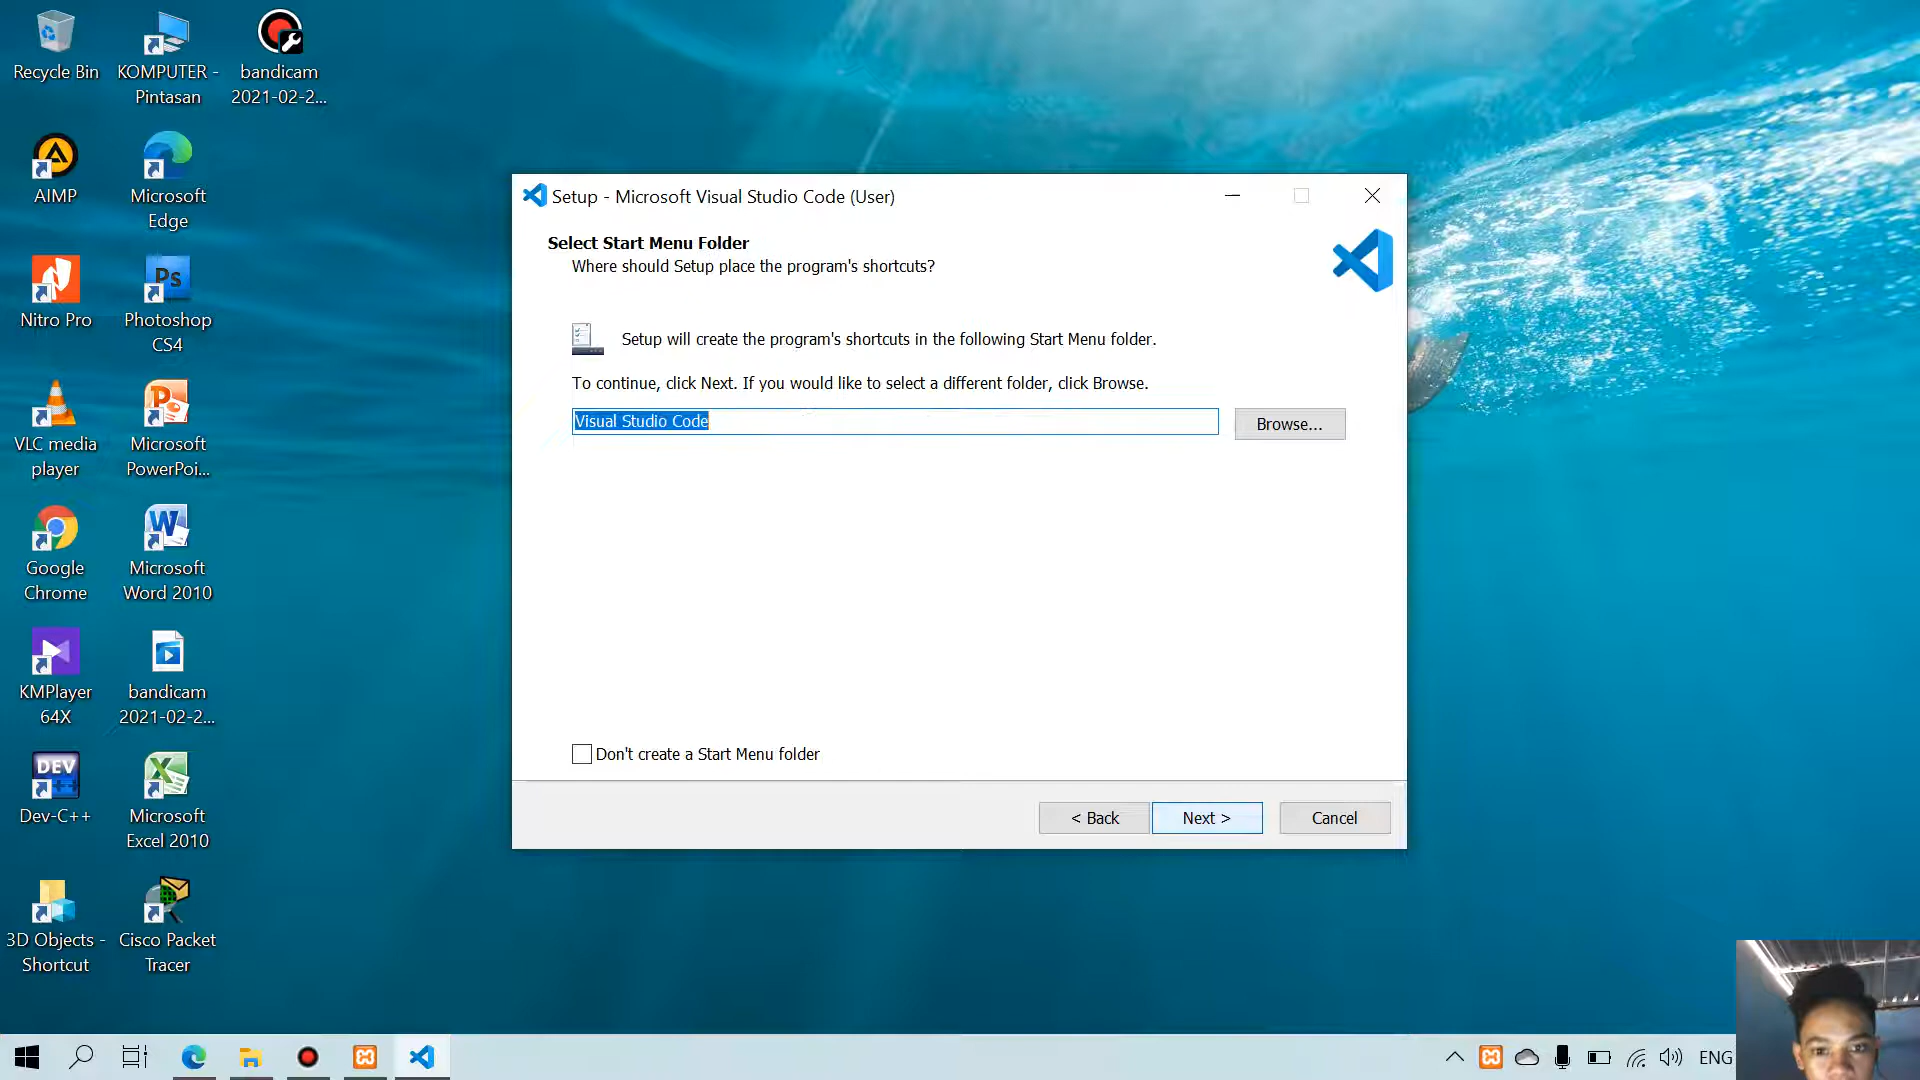 Recycle Bin
KOMPUTER -
Pintasan
bandicam
2021-02-2...
AIMP
Microsoft
Edge
Nitro Pro
Ps
Photoshop
CS4
VLC media
player
Microsoft
PowerPoi...
Google
Chrome
Microsoft
Word 2010
KMPlayer
64X
bandicam
2021-02-2...
DEV
Dev-C++
Microsoft
Excel 2010
3D Objects -
Shortcut
Cisco Packet
Tracer
Setup - Microsoft Visual Studio Code (User)
Select Start Menu Folder
Where should Setup place the program's shortcuts?
Setup will create the program's shortcuts in the following Start Menu folder.
To continue, click Next. If you would like to select a different folder, click Browse.
Visual Studio Code
Browse...
Don't create a Start Menu folder
< Back
Next >
Cancel
ENG